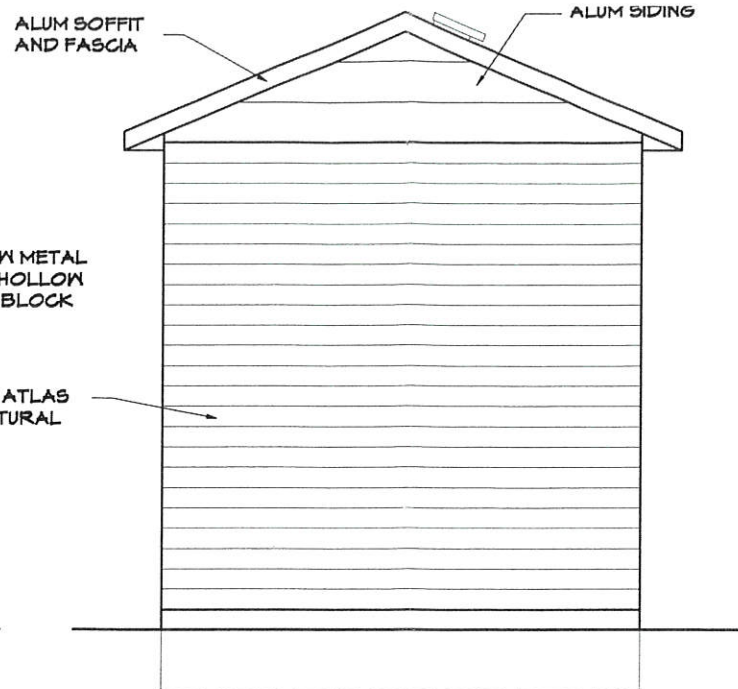 ALUM SOFFIT
AND FASCIA
ALUM SIDING
W METAL
HOLLOW
BLOCK
ATLAS
TURAL